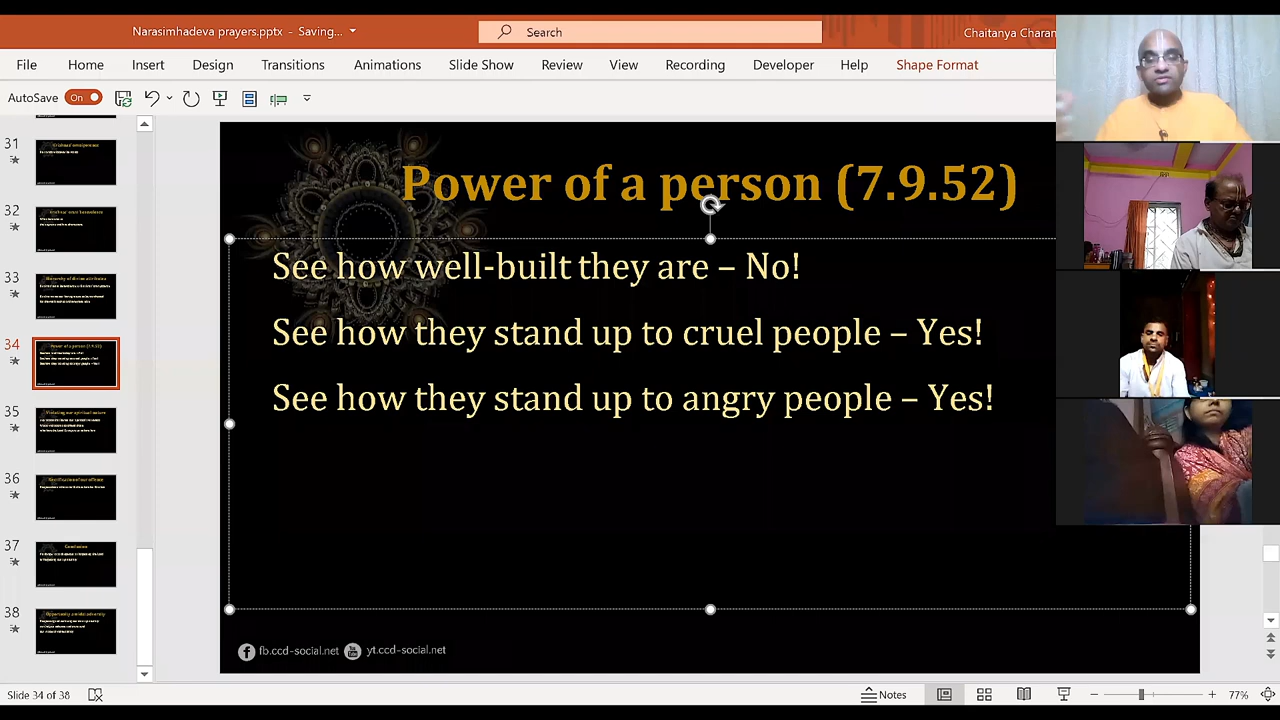 Narasimhadeva prayers.pptx - Saving...
Search
Chaitanya Charan
File Home Insert Design Transitions Animations Slide Show Review View Recording Developer Help Shape Format
AutoSave On
31
32
33
34
35
36
37
Conclusion
38
Power of a person (7.9.52)
See how well-built they are – No!
See how they stand up to cruel people – Yes!
See how they stand up to angry people – Yes!
fb.ccd-social.net yt.ccd-social.net
Slide 34 of 38
Notes
77%